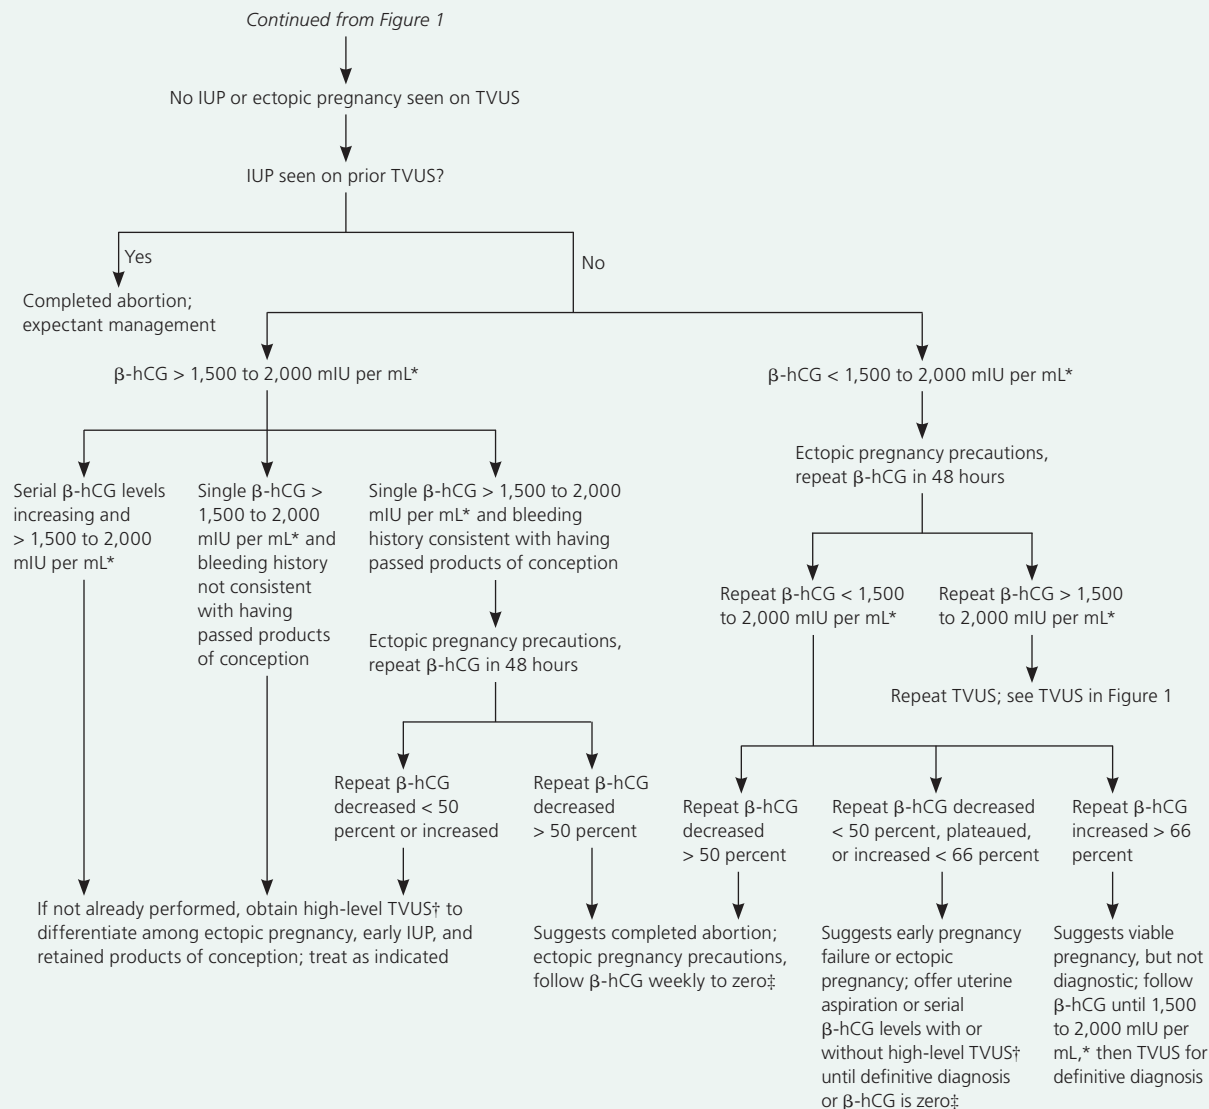 Continued from Figure 1
No IUP or ectopic pregnancy seen on TVUS
IUP seen on prior TVUS?
Yes
No
Completed abortion;
expectant management
β-hCG > 1,500 to 2,000 mIU per mL*
β-hCG < 1,500 to 2,000 mIU per mL*
Serial β-hCG levels
increasing and
> 1,500 to 2,000
mIU per mL*
Single β-hCG >
1,500 to 2,000
mIU per mL* and
bleeding history
not consistent
with having
passed products
of conception
Single β-hCG > 1,500 to 2,000
mIU per mL* and bleeding
history consistent with having
passed products of conception
Ectopic pregnancy precautions,
repeat β-hCG in 48 hours
Repeat β-hCG
decreased < 50
percent or increased
Repeat β-hCG
decreased
> 50 percent
If not already performed, obtain high-level TVUS† to
differentiate among ectopic pregnancy, early IUP, and
retained products of conception; treat as indicated
Ectopic pregnancy precautions,
repeat β-hCG in 48 hours
Repeat β-hCG < 1,500
to 2,000 mIU per mL*
Repeat β-hCG > 1,500
to 2,000 mIU per mL*
Repeat TVUS; see TVUS in Figure 1
Repeat β-hCG
decreased
> 50 percent
Repeat β-hCG decreased
< 50 percent, plateaued,
or increased < 66 percent
Repeat β-hCG
increased > 66
percent
Suggests completed abortion;
ectopic pregnancy precautions,
follow β-hCG weekly to zero‡
Suggests early pregnancy
failure or ectopic
pregnancy; offer uterine
aspiration or serial
β-hCG levels with or
without high-level TVUS†
until definitive diagnosis
or β-hCG is zero‡
Suggests viable
pregnancy, but not
diagnostic; follow
β-hCG until 1,500
to 2,000 mIU per
mL,* then TVUS for
definitive diagnosis